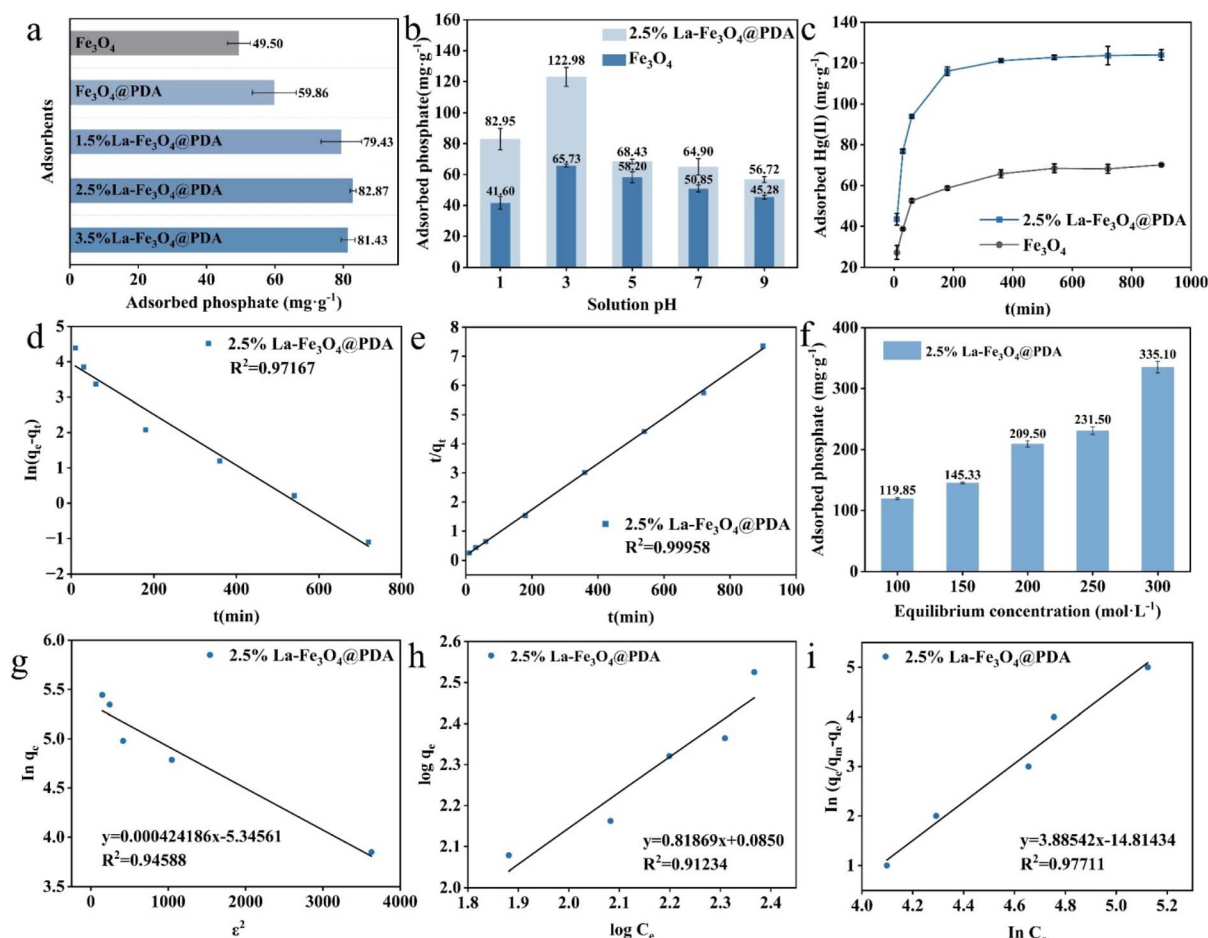 a
Adsorbents
Fe₃O₄
49.50
Fe₃O₄@PDA
59.86
1.5%La-Fe₃O₄@PDA
79.43
2.5%La-Fe₃O₄@PDA
82.87
3.5%La-Fe₃O₄@PDA
81.43
0 20 40 60 80
Adsorbed phosphate (mg·g⁻¹)
b
Adsorbed phosphate(mg·g⁻¹)
2.5% La-Fe₃O₄@PDA
Fe₃O₄
160
140
120
100
80
60
40
20
0
82.95
122.98
68.43
64.90
56.72
41.60
65.73
58.20
50.85
45.28
1 3 5 7 9
Solution pH
c
Adsorbed Hg(II) (mg·g⁻¹)
140
120
100
80
60
40
20
2.5% La-Fe₃O₄@PDA
Fe₃O₄
0 200 400 600 800 1000
t(min)
d
ln(qₑ-qₜ)
5
4
3
2
1
0
−1
−2
2.5% La-Fe₃O₄@PDA
R²=0.97167
0 200 400 600 800
t(min)
e
t/qₜ
8
7
6
5
4
3
2
1
0
2.5% La-Fe₃O₄@PDA
R²=0.99958
0 200 400 600 800 1000
t(min)
f
Adsorbed phosphate (mg·g⁻¹)
400
300
200
100
0
2.5% La-Fe₃O₄@PDA
119.85
145.33
209.50
231.50
335.10
100 150 200 250 300
Equilibrium concentration (mol·L⁻¹)
g
In qₑ
6.0
5.5
5.0
4.5
4.0
3.5
2.5% La-Fe₃O₄@PDA
y=0.000424186x-5.34561
R²=0.94588
0 1000 2000 3000 4000
ε²
h
log qₑ
2.6
2.5
2.4
2.3
2.2
2.1
2.0
2.5% La-Fe₃O₄@PDA
y=0.81869x+0.0850
R²=0.91234
1.8 1.9 2.0 2.1 2.2 2.3 2.4
log Cₑ
i
In (qₑ/qₘ-qₑ)
5
4
3
2
1
2.5% La-Fe₃O₄@PDA
y=3.88542x-14.81434
R²=0.97711
4.0 4.2 4.4 4.6 4.8 5.0 5.2
In Cₑ